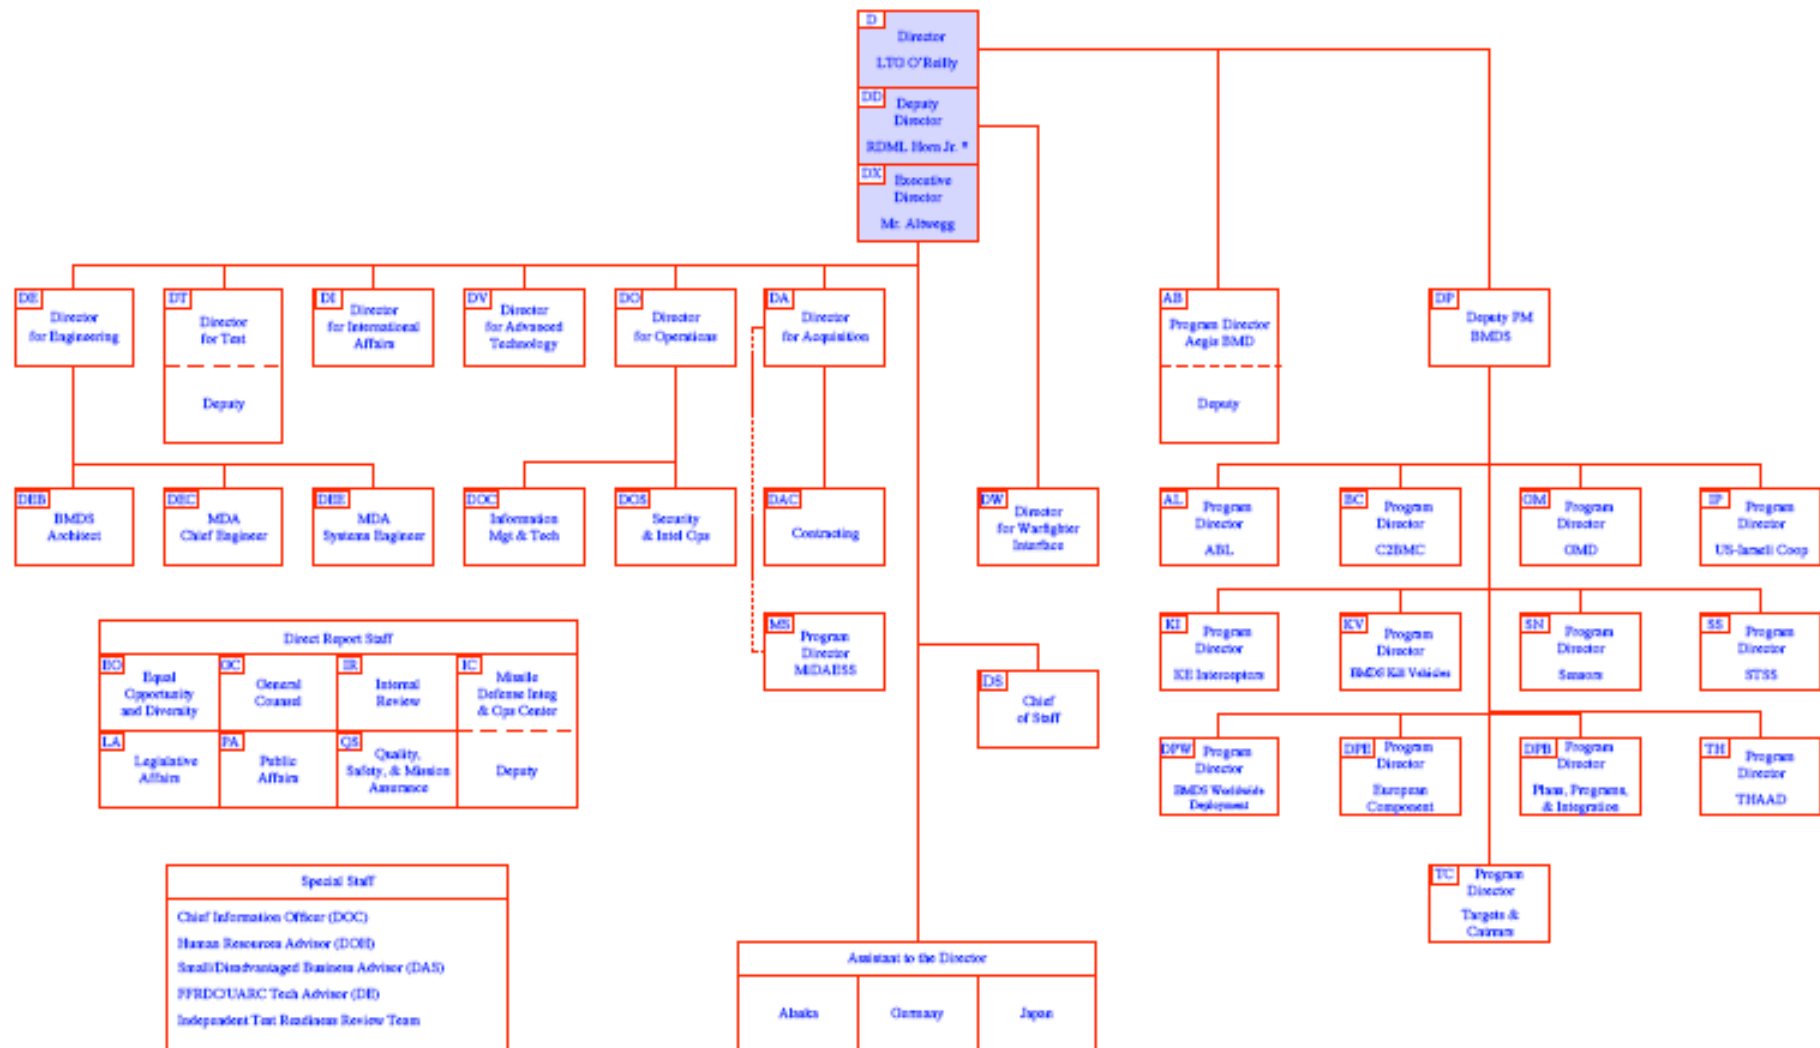 D
Director
LTG O'Reilly
DD
Deputy
Director
RDML Horn Jr. *
DX
Executive
Director
Mr. Altwegg
DE
Director
for Engineering
DT
Director
for Test
Deputy
DI
Director
for International
Affairs
DV
Director
for Advanced
Technology
DO
Director
for Operations
DA
Director
for Acquisition
AB
Program Director
Aegis BMD
Deputy
DP
Deputy PM
BMDS
DEB
BMDS
Architect
DEC
MDA
Chief Engineer
DEE
MDA
Systems Engineer
DOC
Information
Mgt & Tech
DOS
Security
& Intel Ops
DAC
Contracting
DW
Director
for Warfighter
Interface
AL
Program
Director
ABL
BC
Program
Director
C2BMC
GM
Program
Director
GMD
IP
Program
Director
US-Israeli Coop
MS
Program
Director
MiDAESS
DS
Chief
of Staff
KI
Program
Director
KE Interceptors
KV
Program
Director
BMDS Kill Vehicles
SN
Program
Director
Sensors
SS
Program
Director
STSS
Direct Report Staff
EO
Equal
Opportunity
and Diversity
GC
General
Counsel
IR
Internal
Review
IC
Missile
Defense Integ
& Ops Center
LA
Legislative
Affairs
PA
Public
Affairs
QS
Quality,
Safety, & Mission
Assurance
Deputy
DPW
Program
Director
BMDS Worldwide
Deployment
DPE
Program
Director
European
Component
DPB
Program
Director
Plans, Programs,
& Integration
TH
Program
Director
THAAD
TC
Program
Director
Targets &
Special Staff
Chief Information Officer (DOC)
Human Resources Advisor (DOH)
Small/Disadvantaged Business Advisor (DAS)
FFRDC/UARC Tech Advisor (DE)
Independent Test Readiness Review Team
Assistant to the Director
Alaska
Germany
Japan